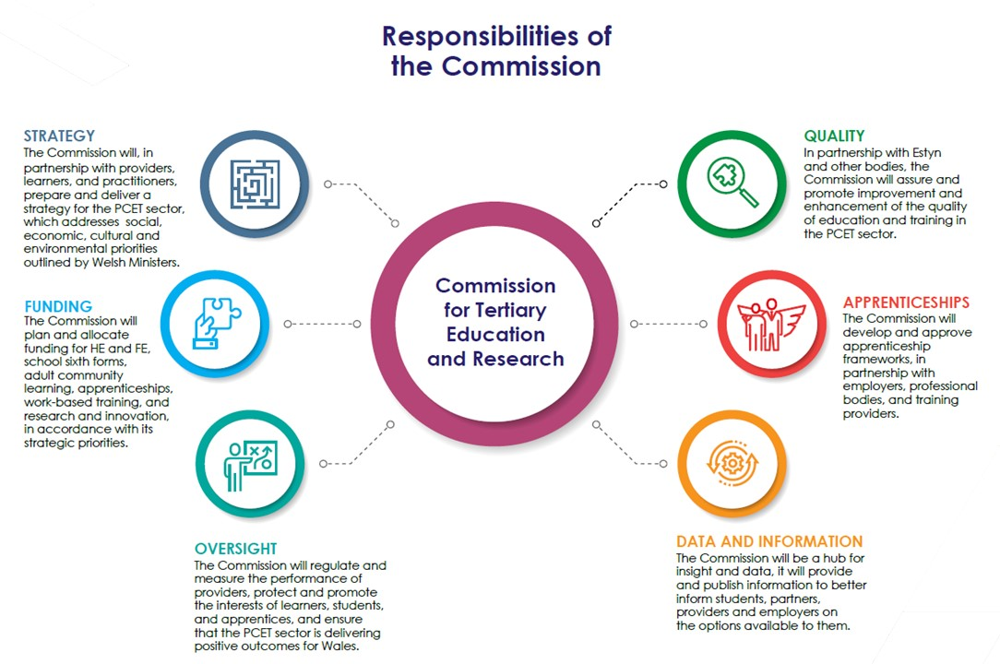 Responsibilities of
the Commission
STRATEGY
The Commission will, in
partnership with providers,
learners, and practitioners,
prepare and deliver a
strategy for the PCET sector,
which addresses social,
economic, cultural and
environmental priorities
outlined by Welsh Ministers.
FUNDING
The Commission will
plan and allocate
funding for HE and FE,
school sixth forms,
adult community
learning, apprenticeships,
work-based training, and
research and innovation,
in accordance with its
strategic priorities.
OVERSIGHT
The Commission will regulate and
measure the performance of
providers, protect and promote
the interests of learners, students,
and apprentices, and ensure
that the PCET sector is delivering
positive outcomes for Wales.
Commission
for Tertiary
Education
and Research
QUALITY
In partnership with Estyn
and other bodies, the
Commission will assure and
promote improvement and
enhancement of the quality
of education and training in
the PCET sector.
APPRENTICESHIPS
The Commission will
develop and approve
apprenticeship
frameworks, in
partnership with
employers, professional
bodies, and training
providers.
DATA AND INFORMATION
The Commission will be a hub for
insight and data, it will provide
and publish information to better
inform students, partners,
providers and employers on
the options available to them.